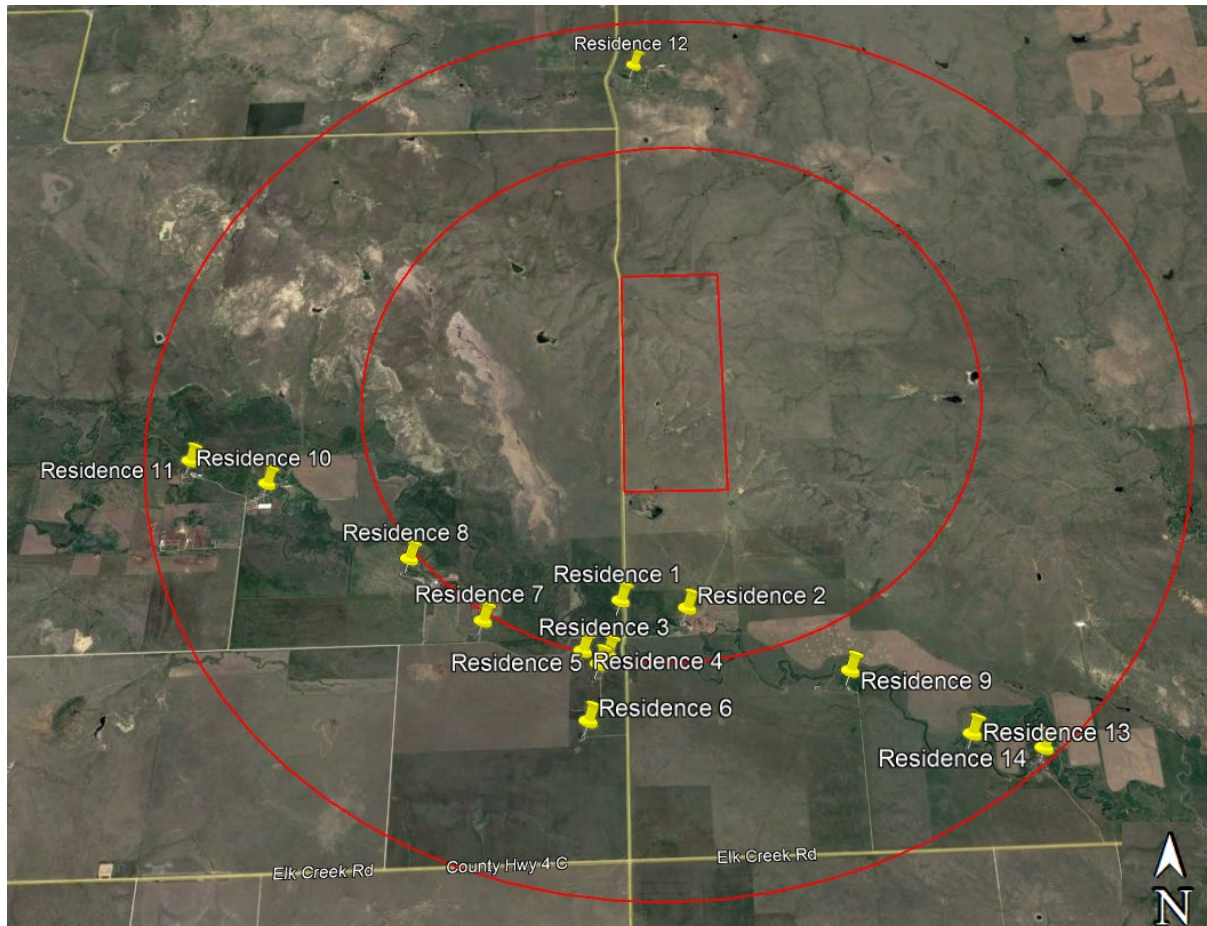 Residence 12
Residence 10
Residence 11
Residence 8
Residence 1
Residence 7
Residence 2
Residence 3
Residence 5
Residence 4
Residence 9
Residence 6
Residence 13
Residence 14
Elk Creek Rd
County Hwy 4 C
Elk Creek Rd
N